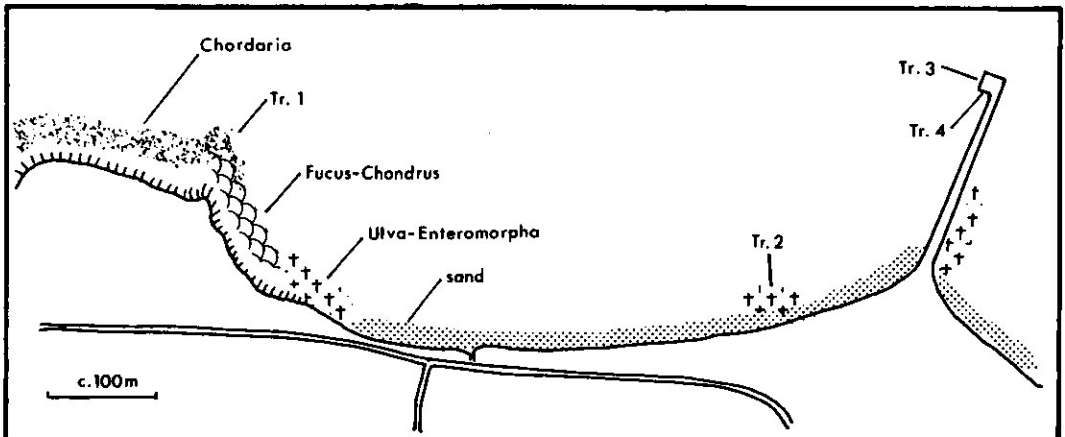 Chordaria
Tr. 1
Tr. 3
Tr. 4
Fucus-Chondrus
Ulva-Enteromorpha
Tr. 2
sand
c. 100m